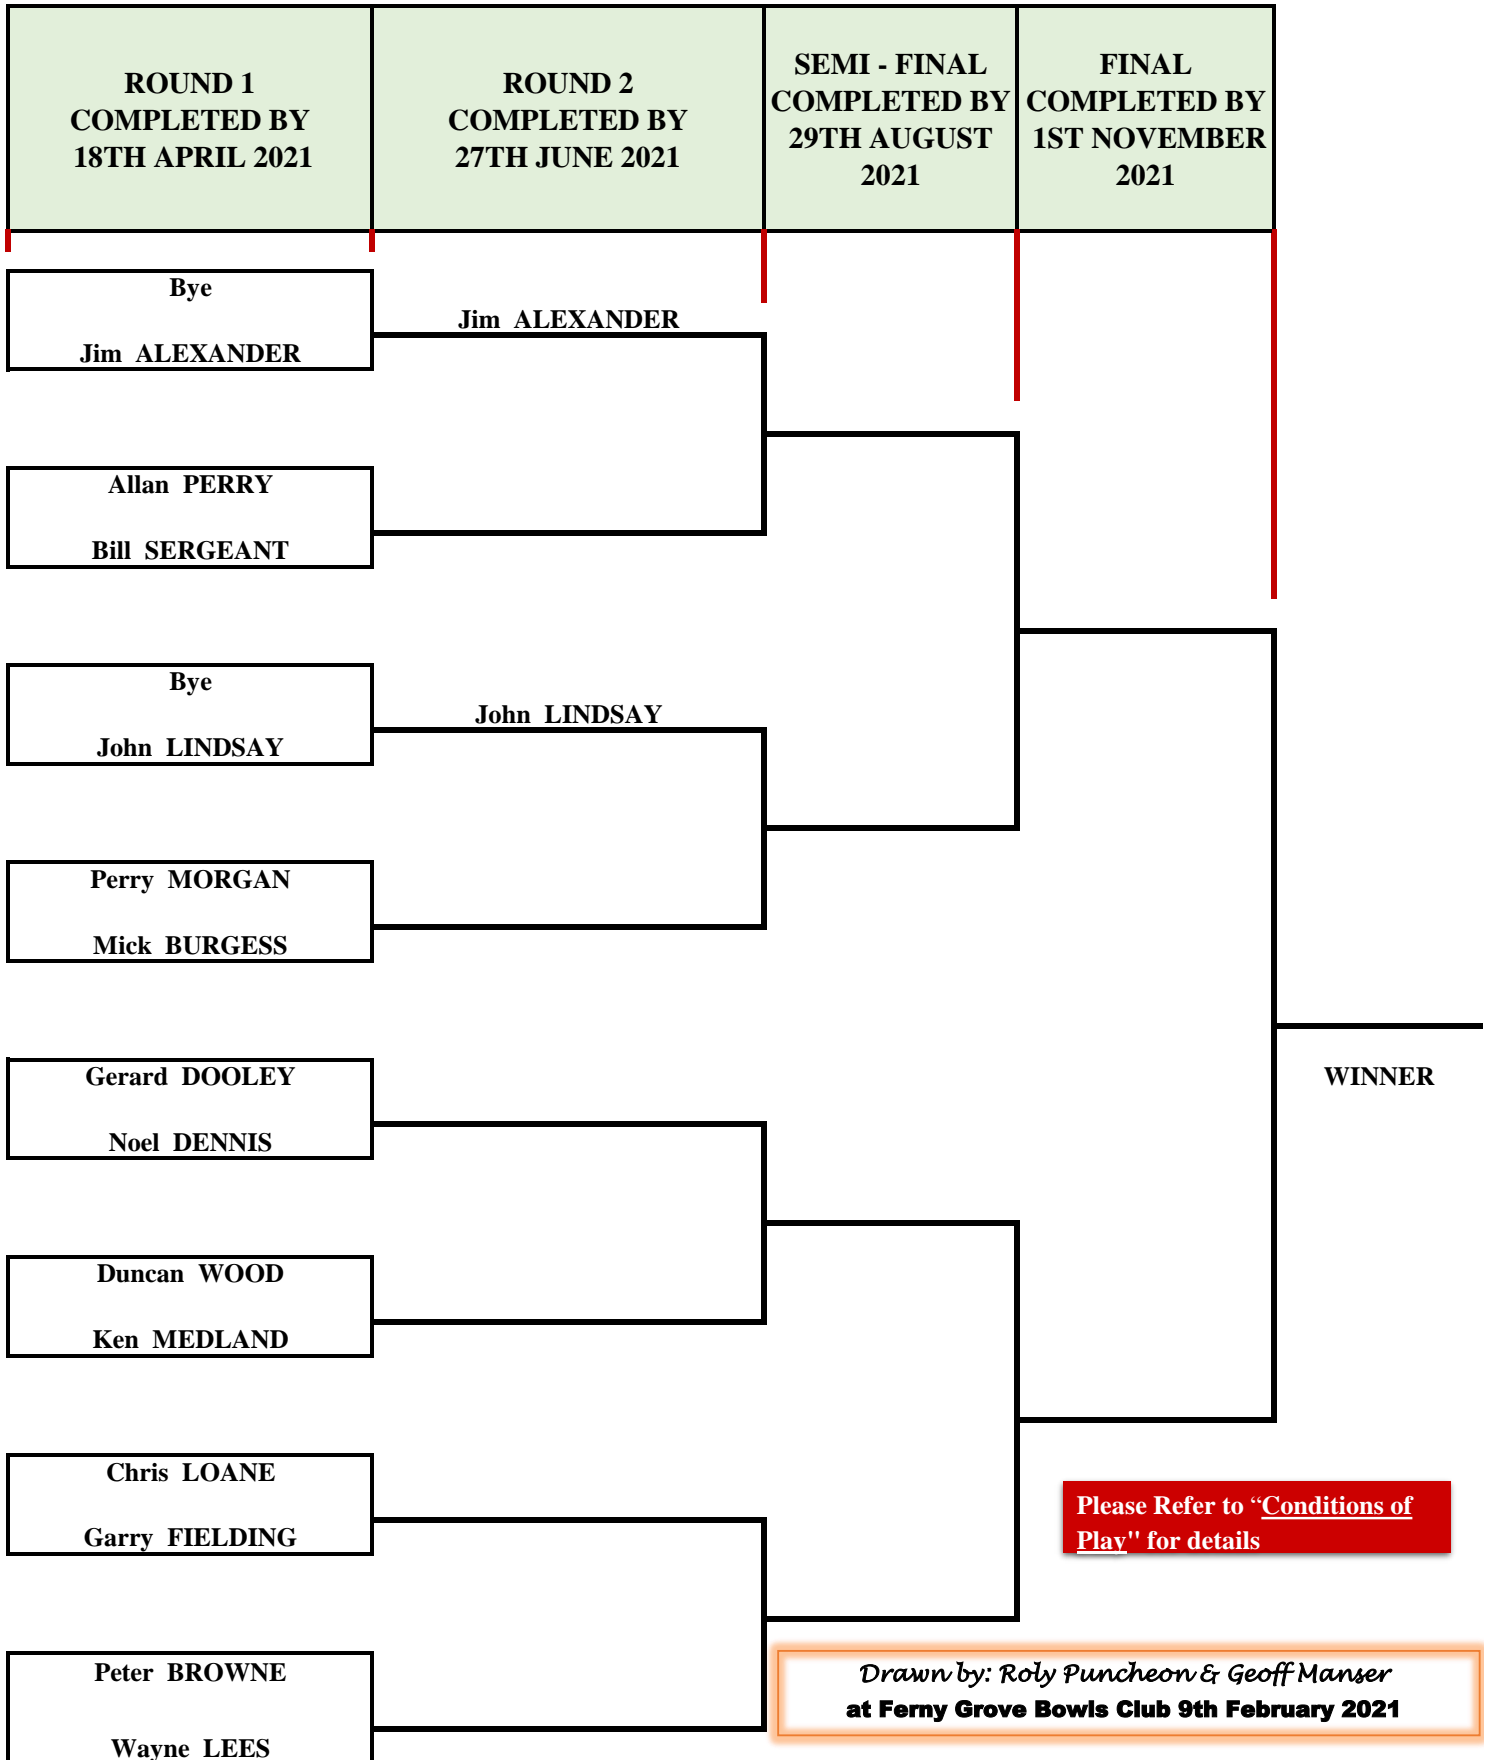 ROUND 1
COMPLETED BY
18TH APRIL 2021
ROUND 2
COMPLETED BY
27TH JUNE 2021
SEMI - FINAL
COMPLETED BY
29TH AUGUST
2021
FINAL
COMPLETED BY
1ST NOVEMBER
2021
Bye
Jim ALEXANDER
Jim ALEXANDER
Allan PERRY
Bill SERGEANT
Bye
John LINDSAY
John LINDSAY
Perry MORGAN
Mick BURGESS
Gerard DOOLEY
WINNER
Noel DENNIS
Duncan WOOD
Ken MEDLAND
Chris LOANE
Garry FIELDING
Please Refer to “Conditions of
Play" for details
Peter BROWNE
Wayne LEES
Drawn by: Roly Puncheon & Geoff Manser
at Ferny Grove Bowls Club 9th February 2021